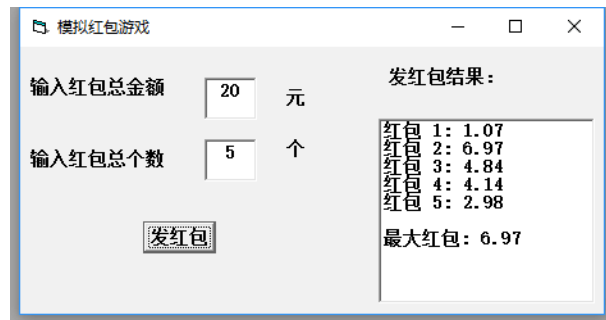 模拟红包游戏
输入红包总金额 20 元
输入红包总个数 5 个
发红包
发红包结果:
红包 1: 1.07
红包 2: 6.97
红包 3: 4.84
红包 4: 4.14
红包 5: 2.98
最大红包: 6.97